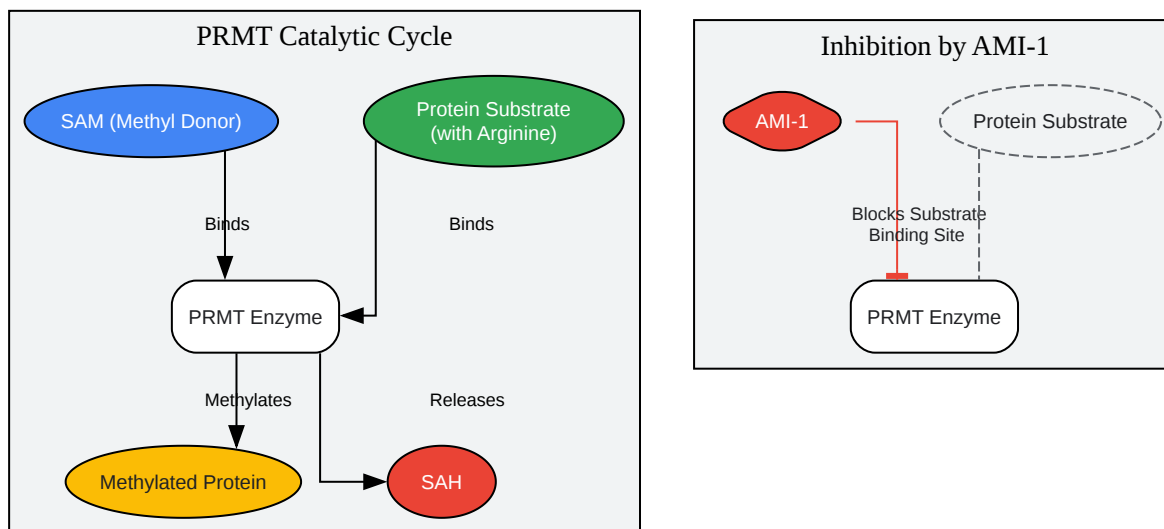 PRMT Catalytic Cycle
SAM (Methyl Donor)
Protein Substrate
(with Arginine)
Binds
Binds
PRMT Enzyme
Methylates
Releases
Methylated Protein
SAH
Inhibition by AMI-1
AMI-1
Protein Substrate
Blocks Substrate
Binding Site
PRMT Enzyme